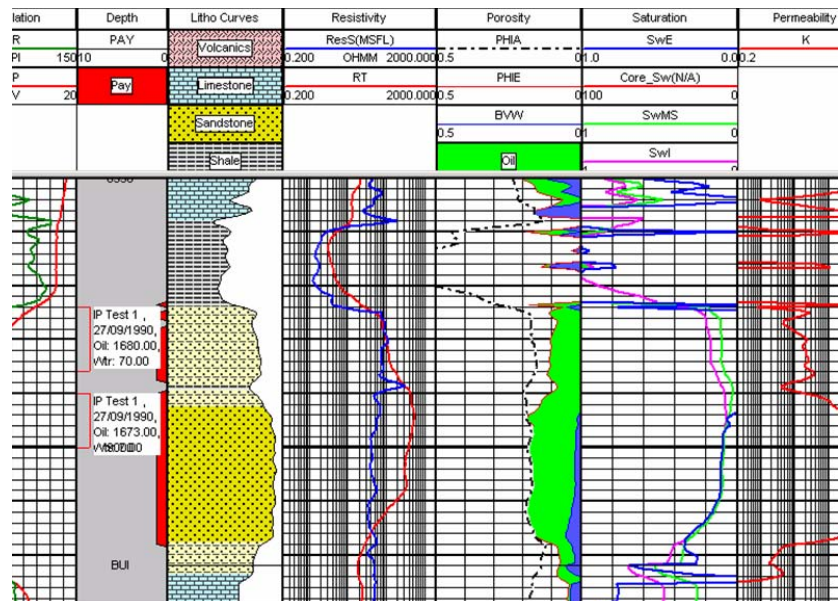 lation
Depth
Litho Curves
Resistivity
Porosity
Saturation
Permeability
R
PAY
Volcanics
ResS(MSFL)
PHIA
SwE
K
PI 150
10 0
0.200 OHMM 2000.000
0.5 0
1.0 0.0
0.2
P
Pay
Limestone
RT
PHIE
Core_Sw(N/A)
V 20
0.200 2000.000
0.5 0
100 0
Sandstone
BVW
SwMS
0.5 0
1 0
Shale
Oil
SwI
IP Test 1 ,
27/09/1990,
Oil: 1680.00,
Wtr: 70.00
IP Test 1 ,
27/09/1990,
Oil: 1673.00,
BUI